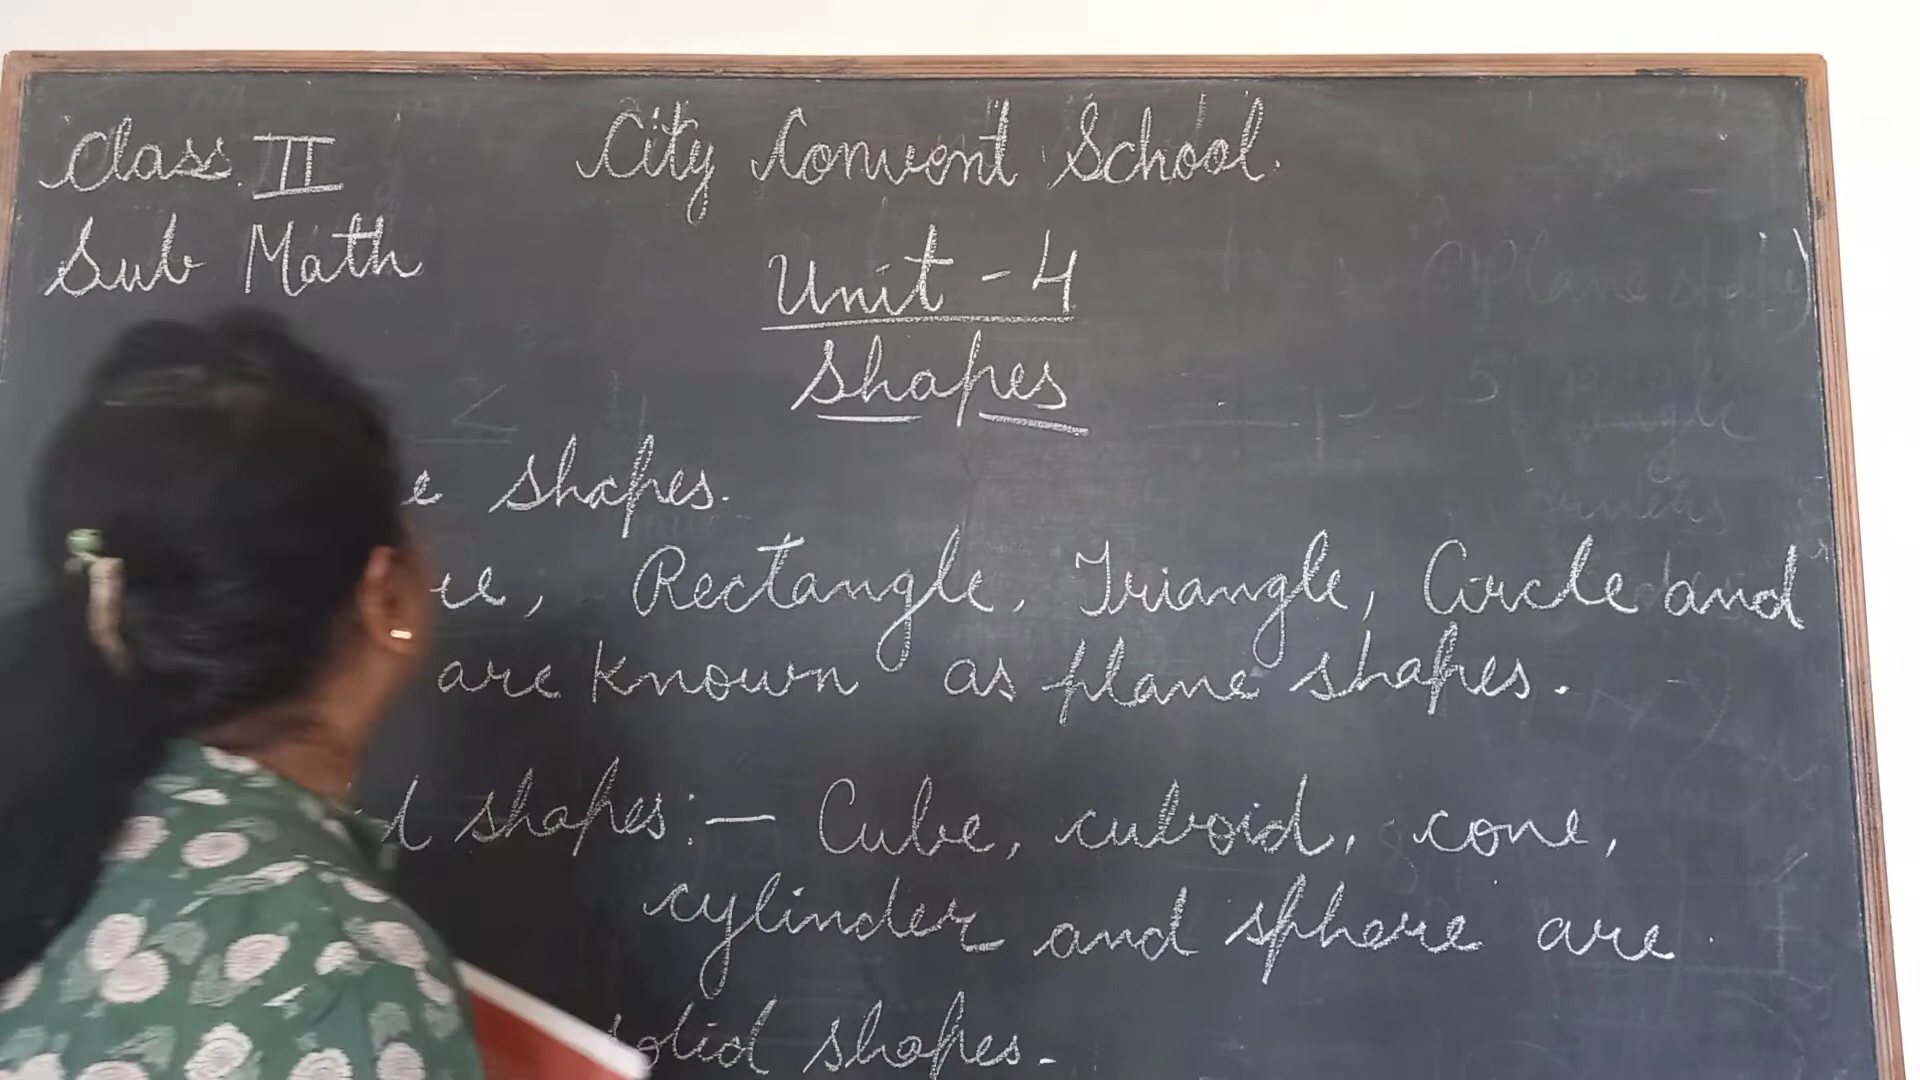 Class II City Convent School.
Sub Math
Unit - 4
Shapes
shapes.
Rectangle, Triangle, Circle and
are known as plane shapes.
shapes :- Cube, cuboid, cone,
cylinder and sphere are
solid shapes.